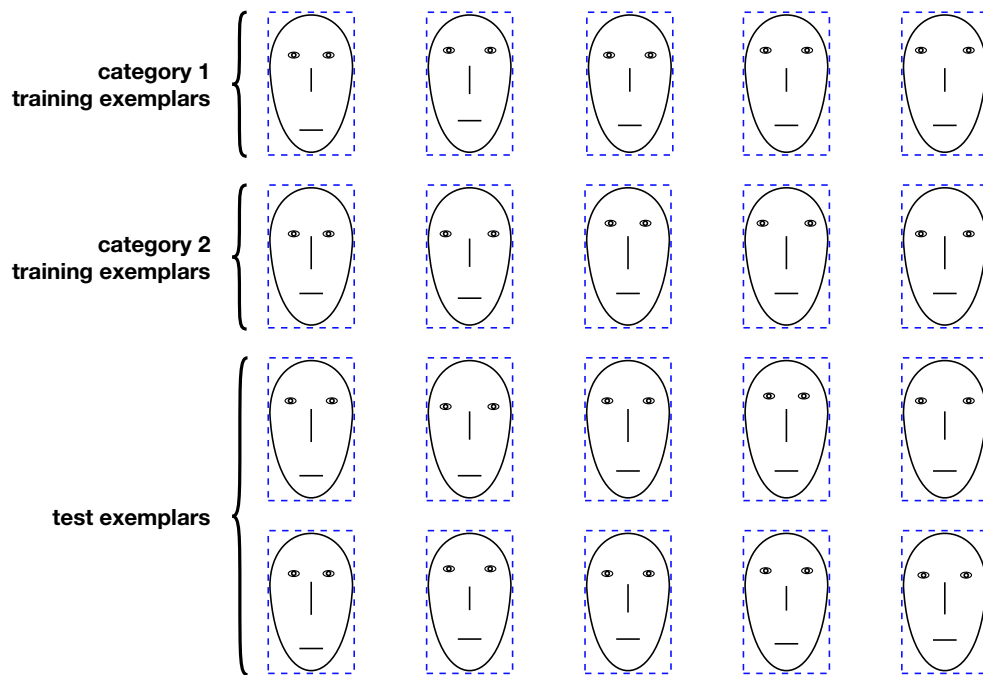 category 1
training exemplars
category 2
training exemplars
test exemplars